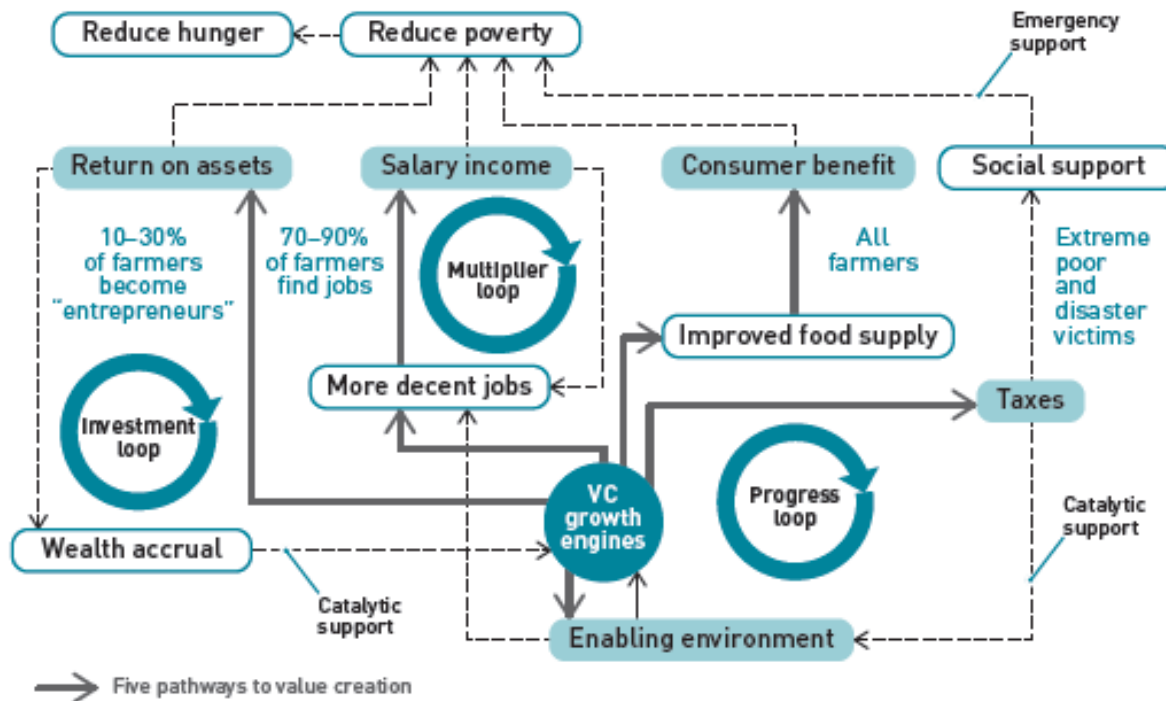 Reduce hunger
Reduce poverty
Emergency
support
Return on assets
Salary income
Consumer benefit
Social support
10–30%
of farmers
become
“entrepreneurs”
70–90%
of farmers
find jobs
Multiplier
loop
All
farmers
Extreme
poor
and
disaster
victims
Improved food supply
More decent jobs
Taxes
Investment
loop
VC
growth
engines
Progress
loop
Catalytic
support
Wealth accrual
Catalytic
support
Enabling environment
Five pathways to value creation